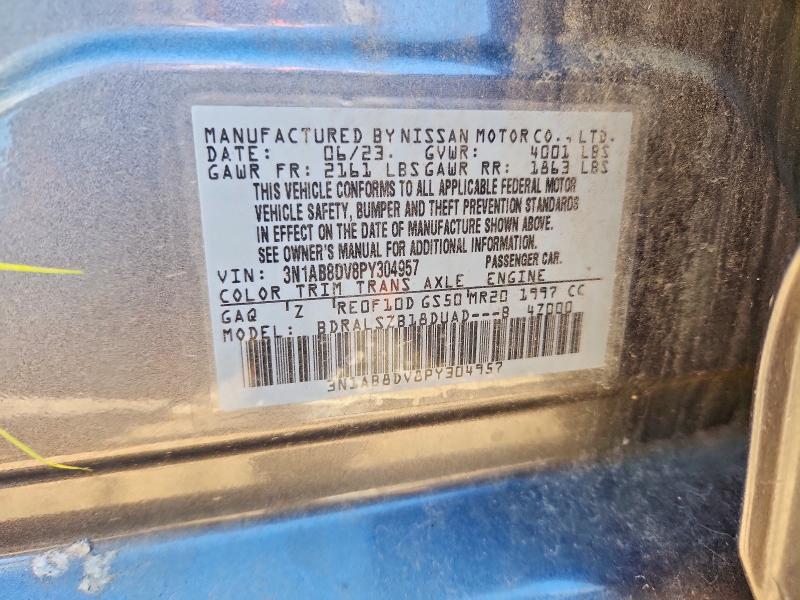 MANUFACTURED BY NISSAN MOTOR CO., LTD.
DATE: 06/23. GVWR: 4001 LBS
GAWR FR: 2161 LBS GAWR RR: 1863 LBS
THIS VEHICLE CONFORMS TO ALL APPLICABLE FEDERAL MOTOR
VEHICLE SAFETY, BUMPER AND THEFT PREVENTION STANDARDS
IN EFFECT ON THE DATE OF MANUFACTURE SHOWN ABOVE.
SEE OWNER'S MANUAL FOR ADDITIONAL INFORMATION.
VIN: 3N1AB8DV8PY304957 PASSENGER CAR.
COLOR TRIM TRANS AXLE ENGINE
GAQ Z RE0F10D GS50 MR20 1997 CC
MODEL: BDRALSZB18DUAD---B 4Z000
3N1AB8DV8PY304957